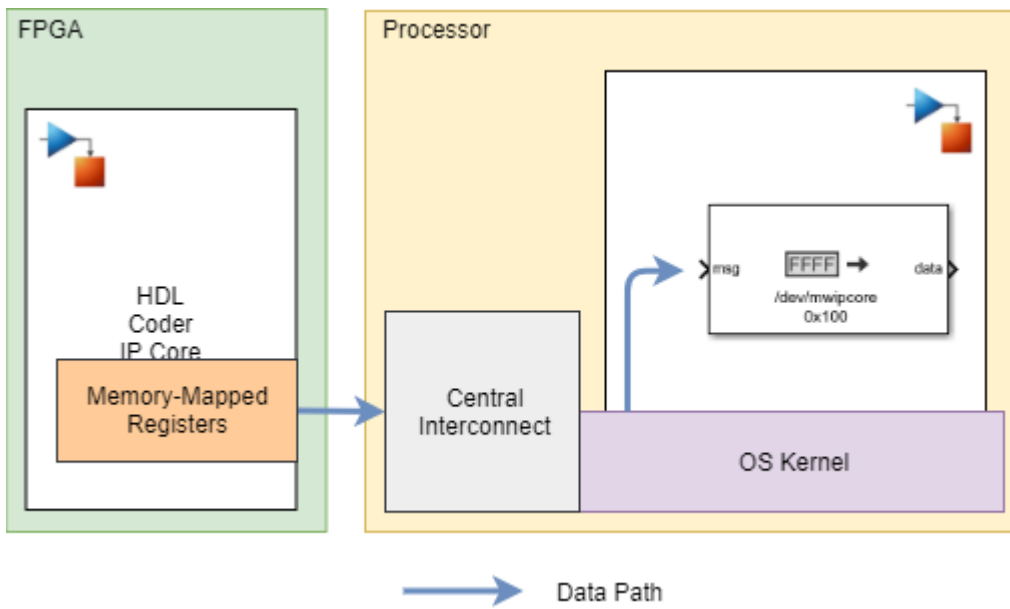 FPGA
Processor
HDL
Coder
IP Core
Memory-Mapped
Registers
Central
Interconnect
msg
FFFF
data
/dev/mwipcore
0x100
OS Kernel
Data Path